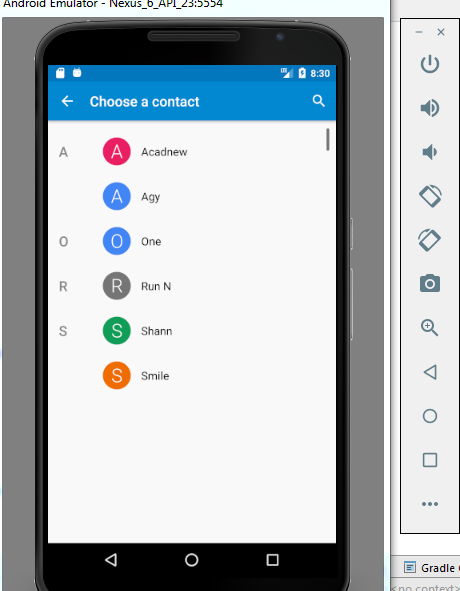 Android Emulator - Nexus_6_API_23:5554
8:30
Choose a contact
A A Acadnew
A Agy
O O One
R R Run N
S S Shann
S Smile
Gradle
<no context>